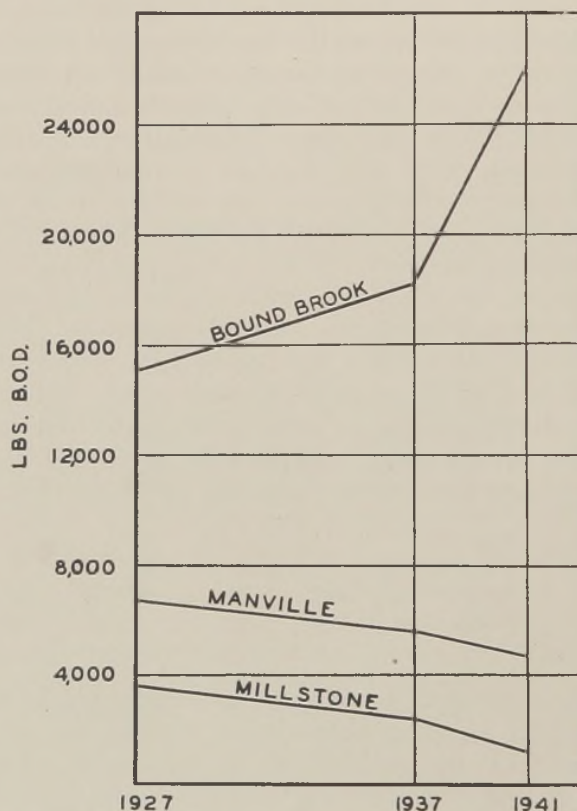 24,000
20,000
BOUND BROOK
16,000
LBS. B.O.D.
12,000
8,000
MANVILLE
4,000
MILLSTONE
1927 1937 1941